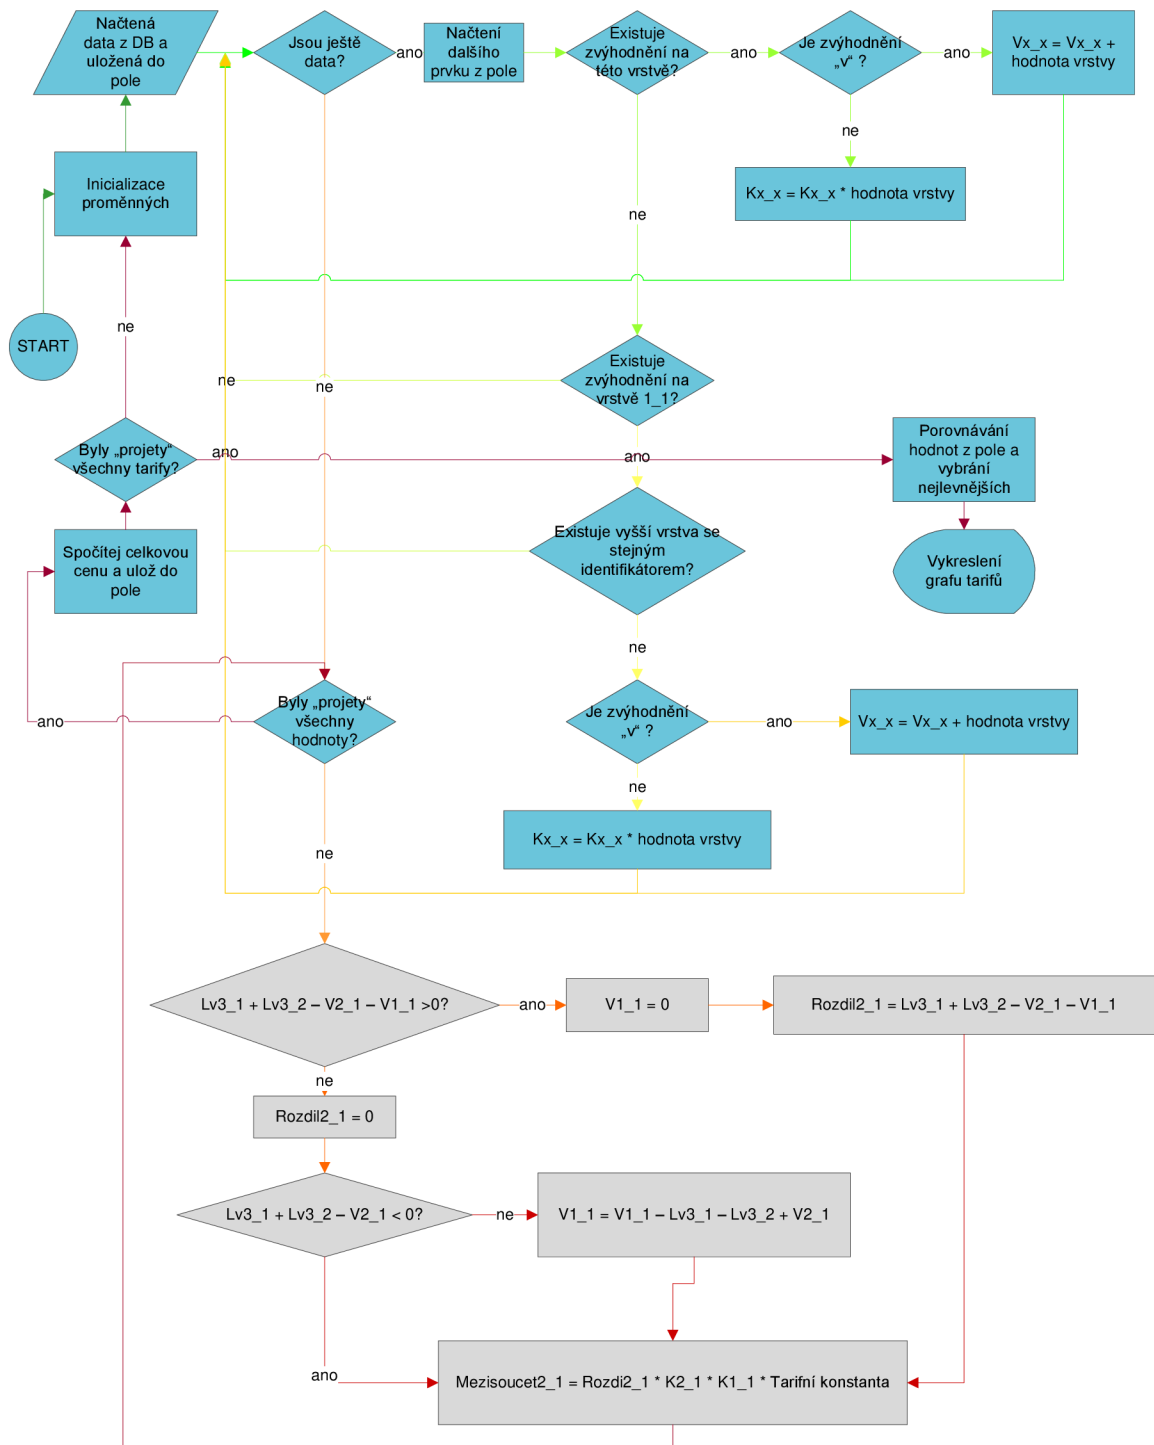 Načtená
data z DB a
uložená do
pole
Jsou ještě
data?
ano
Načtení
dalšího
prvku z pole
Existuje
zvýhodnění na
této vrstvě?
ano
Je zvýhodnění
„v“ ?
ano
Vx_x = Vx_x +
hodnota vrstvy
ne
Kx_x = Kx_x * hodnota vrstvy
Inicializace
proměnných
ne
ne
START
Existuje
zvýhodnění na
vrstvě 1_1?
ne
ne
Byly „projety“
všechny tarify?
ano
ano
Porovnávání
hodnot z pole a
vybrání
nejlevnějších
Existuje vyšší vrstva se
stejným
identifikátorem?
Spočítej celkovou
cenu a ulož do
pole
Vykreslení
grafu tarifů
ne
Byly „projety“
všechny
hodnoty?
ano
Je zvýhodnění
„v“ ?
ano
Vx_x = Vx_x + hodnota vrstvy
ne
Kx_x = Kx_x * hodnota vrstvy
ne
Lv3_1 + Lv3_2 – V2_1 – V1_1 >0?
ano
V1_1 = 0
Rozdil2_1 = Lv3_1 + Lv3_2 – V2_1 – V1_1
ne
Rozdil2_1 = 0
Lv3_1 + Lv3_2 – V2_1 < 0?
ne
V1_1 = V1_1 – Lv3_1 – Lv3_2 + V2_1
ano
Mezisoucet2_1 = Rozdi2_1 * K2_1 * K1_1 * Tarifní konstanta